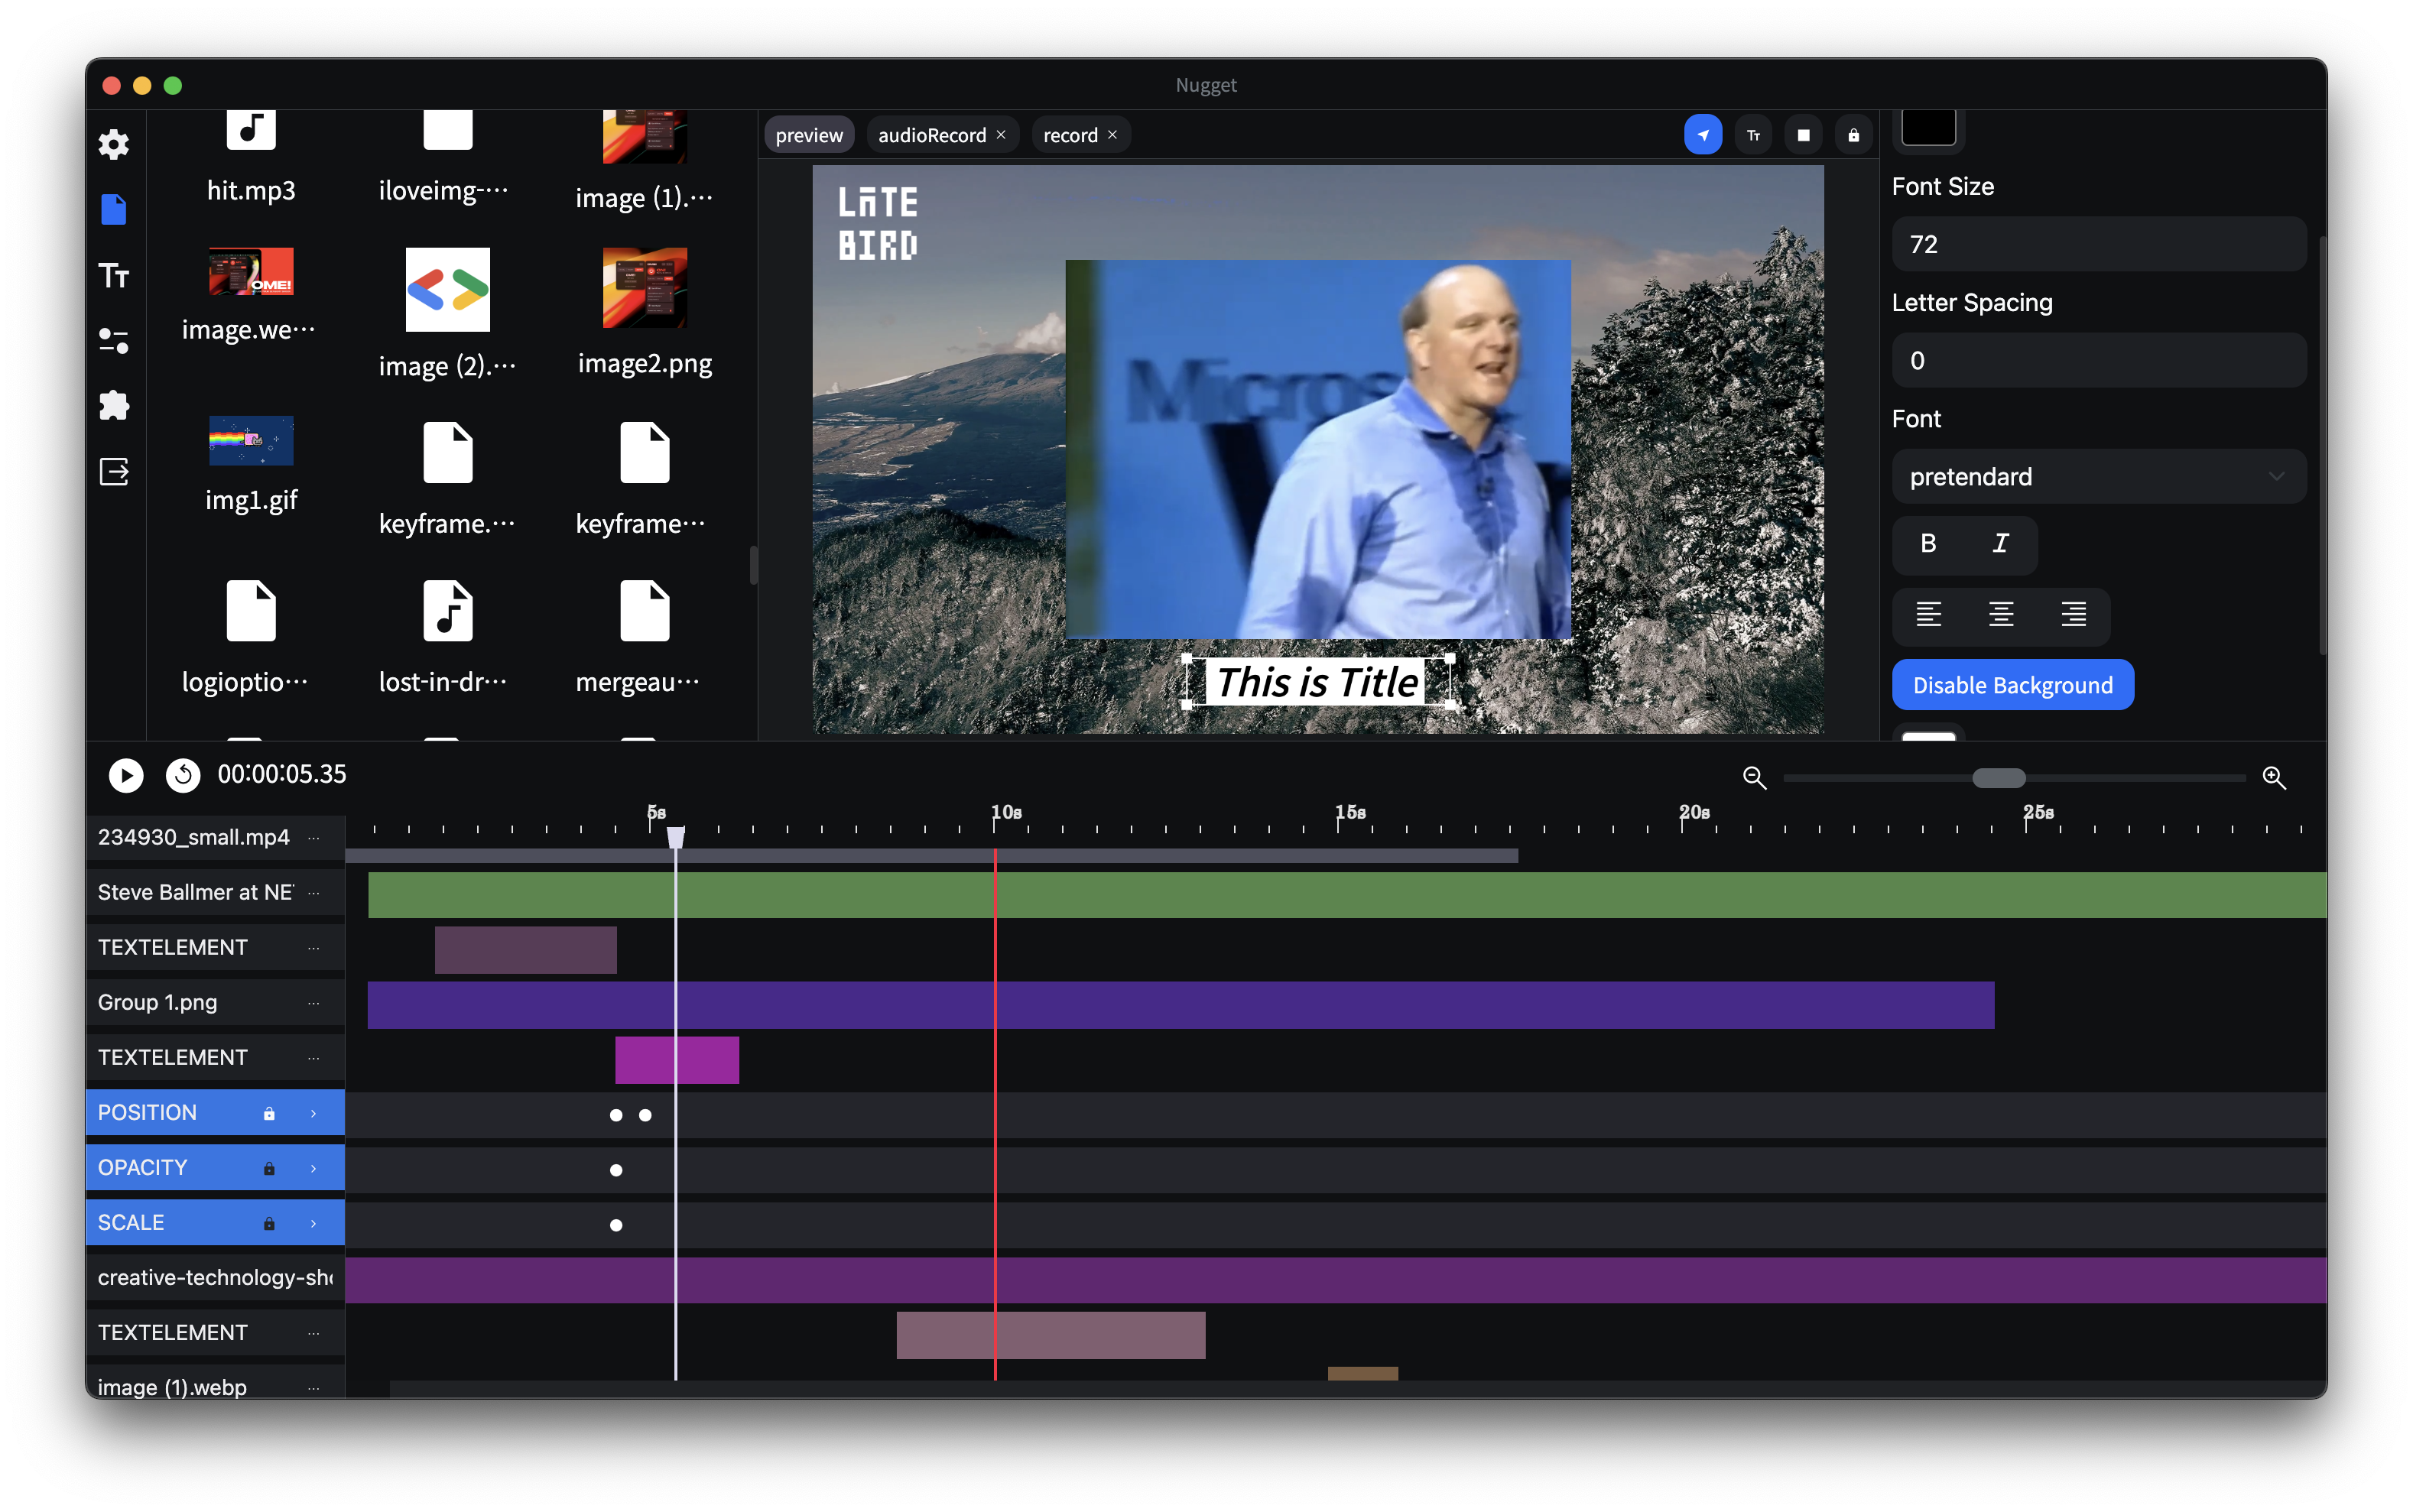 Nugget
hit.mp3
iloveimg-···
image (1).···
OME!
image.we···
image (2).···
image2.png
img1.gif
keyframe.···
keyframe···
logioptio···
lost-in-dr···
mergeau···
preview
audioRecord ×
record ×
LATE
BIRD
Micros
This is Title
Font Size
72
Letter Spacing
0
Font
pretendard
B I
Disable Background
00:00:05.35
5s 10s 15s 20s 25s
234930_small.mp4 ···
Steve Ballmer at NE ···
TEXTELEMENT ···
Group 1.png ···
TEXTELEMENT ···
POSITION
OPACITY
SCALE
creative-technology-sh
TEXTELEMENT ···
image (1).webp ···